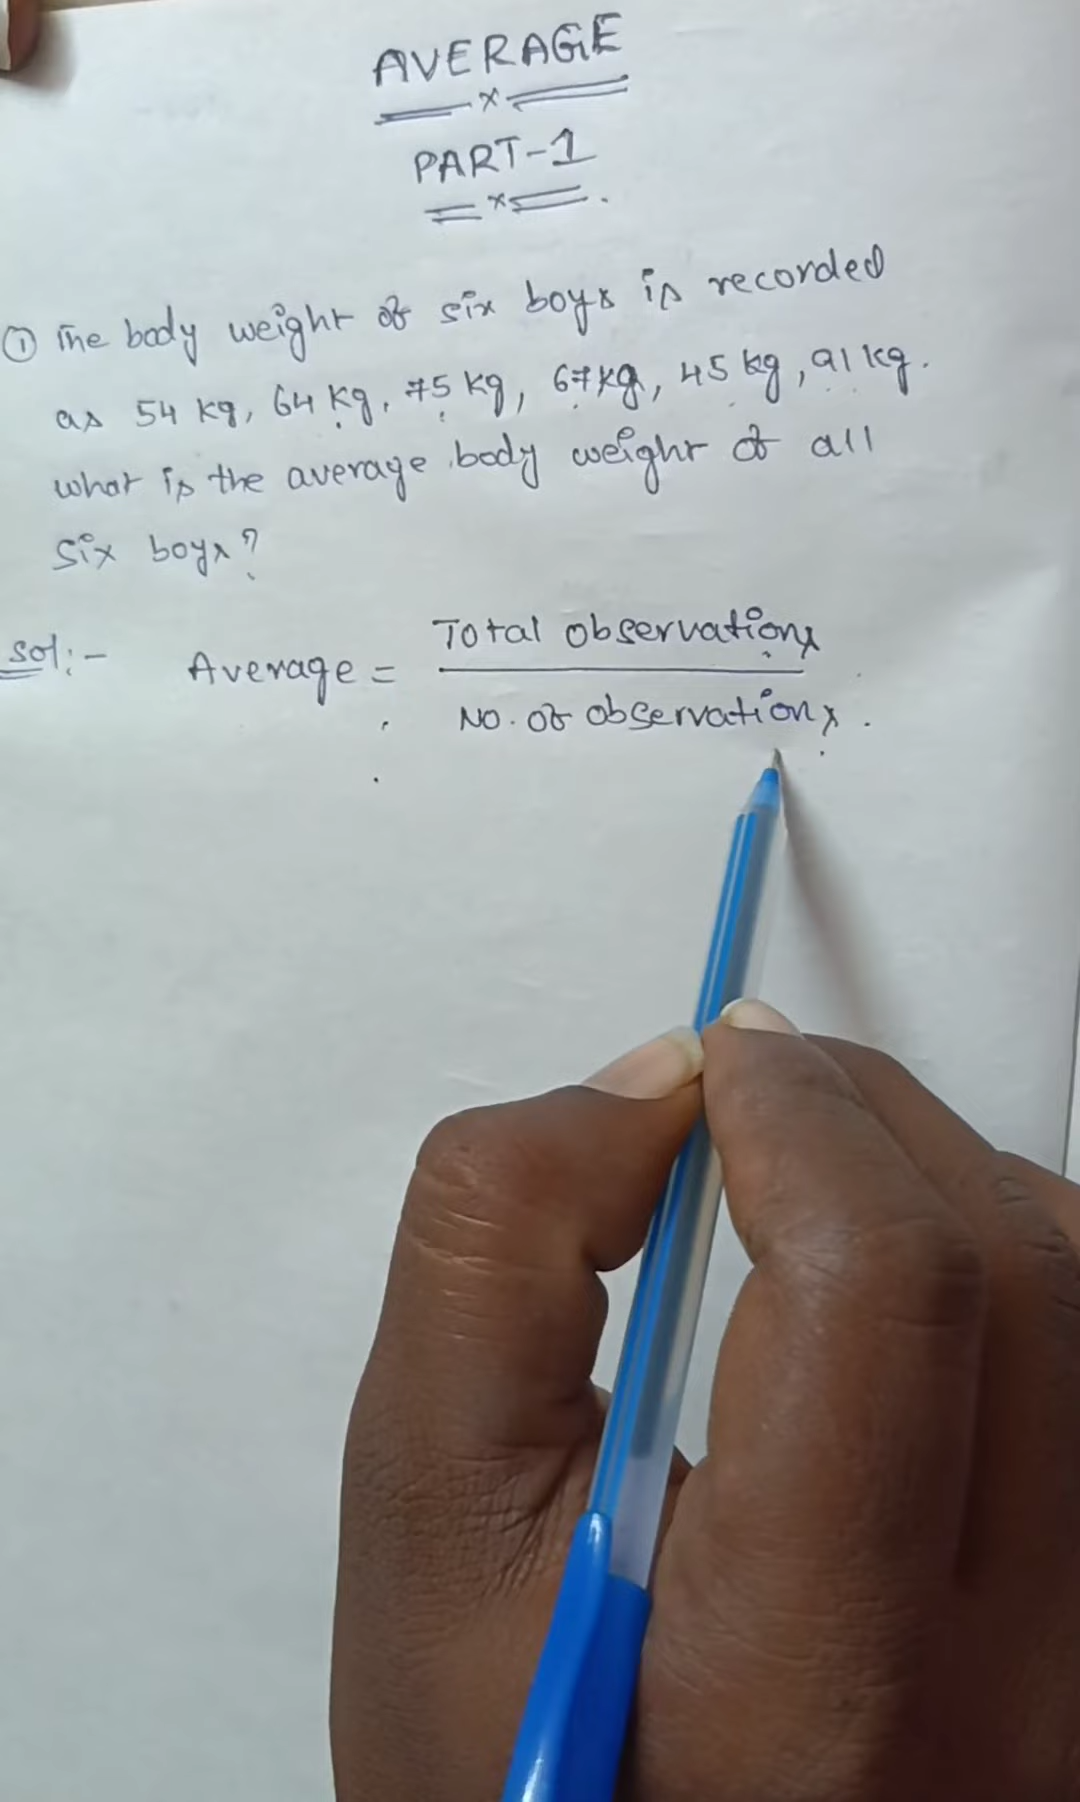 AVERAGE
PART-1
① The body weight of six boys is recorded
as 54 kg, 64 kg, 75 kg, 67 kg, 45 kg, 91 kg.
what is the average body weight of all
six boys?
Sol:- Average = Total observations
No. of observations.